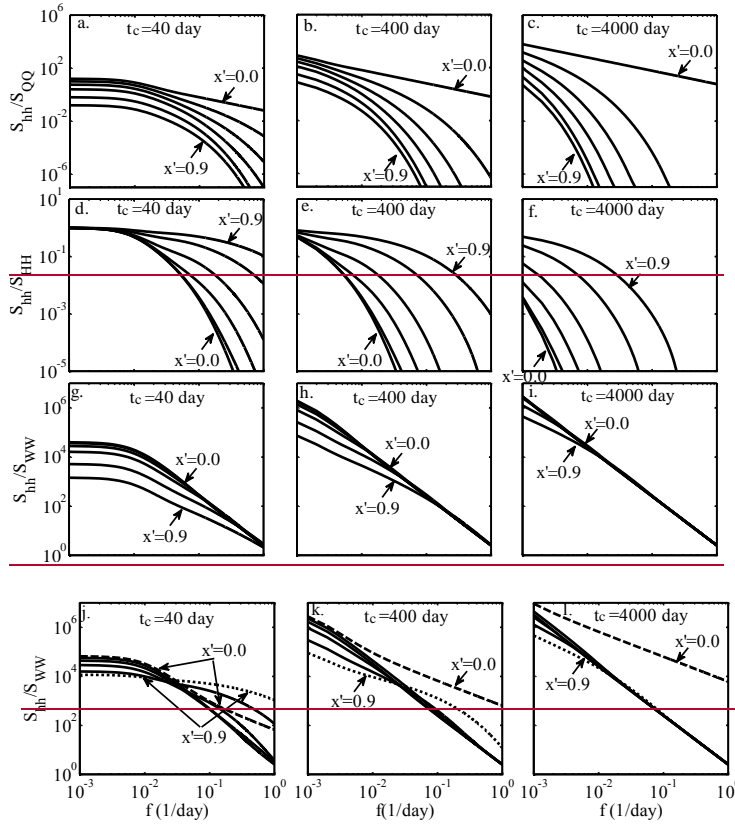 a. t_c=40 day
b. t_c=400 day
c. t_c=4000 day
S_hh/S_QQ
10^2
10^-2
10^-6
x'=0.0
x'=0.9
x'=0.0
x'=0.9
x'=0.0
x'=0.9
d. t_c=40 day
e. t_c=400 day
f. t_c=4000 day
S_hh/S_HH
10^1
10^-1
10^-3
10^-5
x'=0.9
x'=0.0
x'=0.9
x'=0.0
x'=0.9
x'=0.0
g. t_c=40 day
h. t_c=400 day
i. t_c=4000 day
S_hh/S_WW
10^6
10^4
10^2
10^0
x'=0.0
x'=0.9
x'=0.0
x'=0.9
x'=0.0
x'=0.9
j. t_c=40 day
k. t_c=400 day
l. t_c=4000 day
S_hh/S_WW
10^6
10^4
10^2
10^0
x'=0.0
x'=0.9
x'=0.0
x'=0.9
x'=0.0
x'=0.9
10^-3 10^-2 10^-1 10^0
10^-3 10^-2 10^-1 10^0
10^-3 10^-2 10^-1 10^0
f (1/day)
f(1/day)
f (1/day)